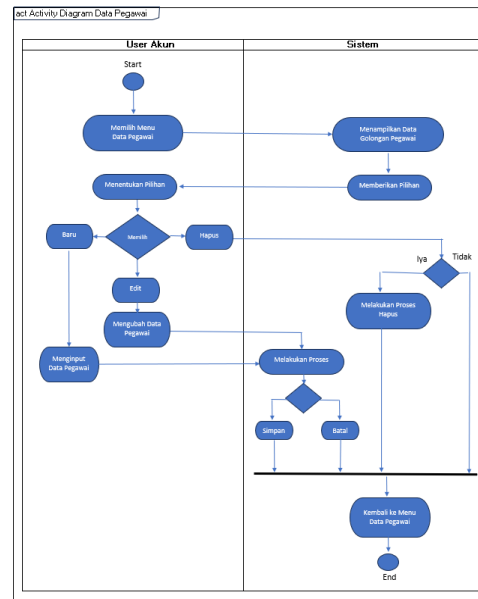 act Activity Diagram Data Pegawai
User Akun
Sistem
Start
Memilih Menu
Data Pegawai
Menampilkan Data
Golongan Pegawai
Menentukan Pilihan
Memberikan Pilihan
Baru
Memilik
Hapus
Iya
Tidak
Edit
Melakukan Proses
Hapus
Mengubah Data
Pegawai
Menginput
Data Pegawai
Melakukan Proses
Simpan
Batal
Kembali ke Menu
Data Pegawai
End